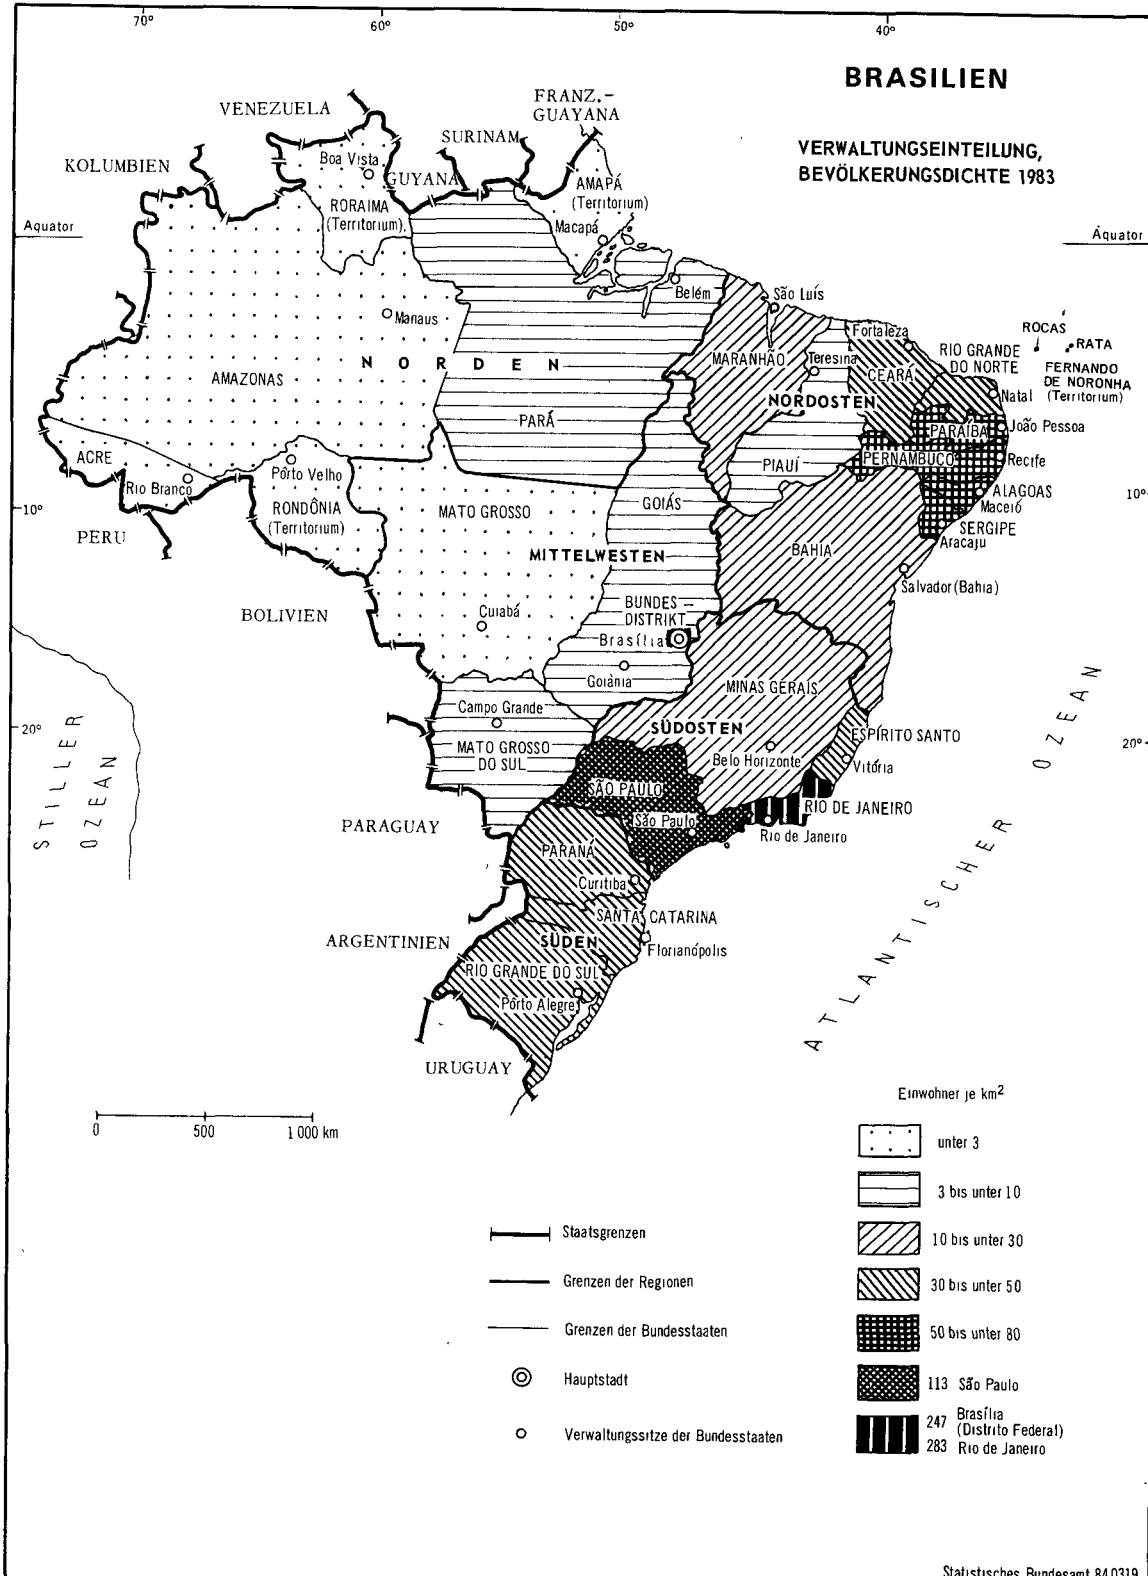 70°
60°
50°
40°
BRASILIEN
VERWALTUNGSEINTEILUNG,
BEVÖLKERUNGSDICHTE 1983
VENEZUELA
FRANZ.-
GUAYANA
SURINAM
KOLUMBIEN
GUYANA
Boa Vista
RORAIMA
(Territorium)
AMAPÁ
(Territorium)
Macapá
Aquator
Äquator
Belém
Manaus
São Luís
Fortaleza
ROCAS
RATA
FERNANDO
DE NORONHA
(Territorium)
NORDEN
AMAZONAS
MARANHÃO
Teresina
CEARÁ
RIO GRANDE
DO NORTE
Natal
NORDOSTEN
PARÁ
PARAÍBA
João Pessoa
ACRE
Rio Branco
Pôrto Velho
RONDÔNIA
(Territorium)
PIAUÍ
PERNAMBUCO
Recife
ALAGOAS
Maceió
SERGIPE
Aracaju
10°
10°
PERU
MATO GROSSO
GOIÁS
MITTELWESTEN
BAHIA
Salvador (Bahia)
BOLIVIEN
Cuiabá
BUNDES-
DISTRIKT
Brasília
Goiânia
MINAS GERAIS
Campo Grande
MATO GROSSO
DO SUL
SÜDOSTEN
Belo Horizonte
ESPÍRITO SANTO
Vitória
20°
20°
STILLER
OZEAN
SÃO PAULO
São Paulo
RIO DE JANEIRO
Rio de Janeiro
PARAGUAY
PARANÁ
Curitiba
SANTA CATARINA
Florianópolis
ARGENTINIEN
SÜDEN
RIO GRANDE DO SUL
Pôrto Alegre
URUGUAY
ATLANTISCHER OZEAN
0 500 1 000 km
Einwohner je km²
unter 3
3 bis unter 10
10 bis unter 30
30 bis unter 50
50 bis unter 80
113 São Paulo
247 Brasília
(Distrito Federal)
283 Rio de Janeiro
Staatsgrenzen
Grenzen der Regionen
Grenzen der Bundesstaaten
Hauptstadt
Verwaltungssitze der Bundesstaaten
Statistisches Bundesamt 84 0319